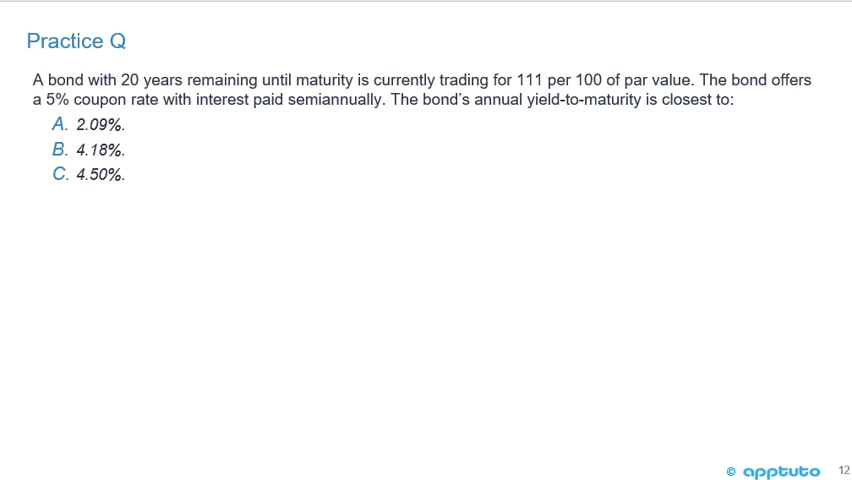 Practice Q
A bond with 20 years remaining until maturity is currently trading for 111 per 100 of par value. The bond offers
a 5% coupon rate with interest paid semiannually. The bond's annual yield-to-maturity is closest to:
A. 2.09%.
B. 4.18%.
C. 4.50%.
© apptuto 12